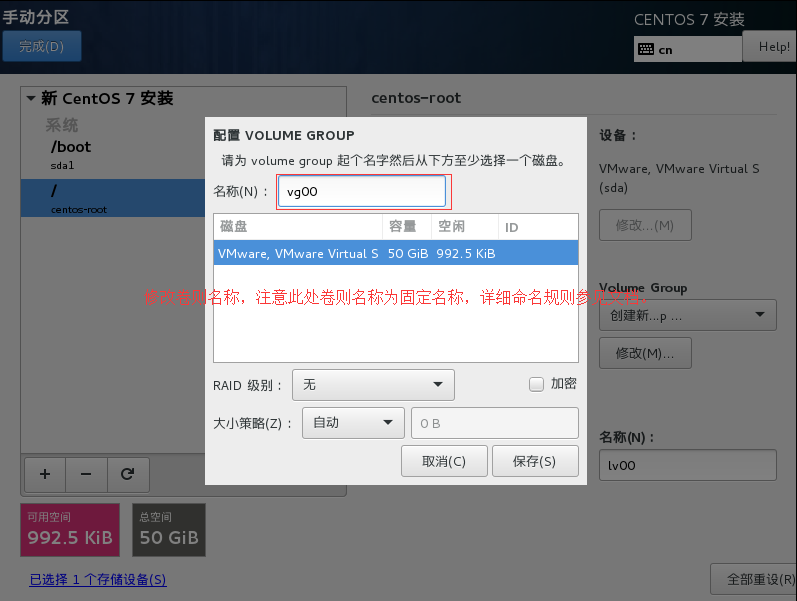 手动分区
CENTOS 7 安装
完成(D)
cn
Help!
新 CentOS 7 安装
系统
/boot
sda1
/
centos-root
centos-root
设备：
VMware, VMware Virtual S
(sda)
修改...(M)
Volume Group
创建新...p ...
修改(M)...
名称(N)：
lv00
配置 VOLUME GROUP
请为 volume group 起个名字然后从下方至少选择一个磁盘。
名称(N)：
vg00
磁盘 容量 空闲 ID
VMware, VMware Virtual S 50 GiB 992.5 KiB
名称，注意此处卷则名称为固定名称，详细命名规则参
RAID 级别： 无 加密
大小策略(Z)： 自动 0 B
取消(C) 保存(S)
+ −
可用空间
992.5 KiB
总空间
50 GiB
已选择 1 个存储设备(S)
全部重设(R)